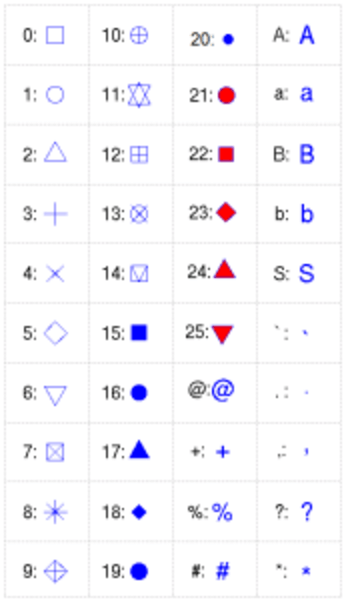 0: 10: 20: A: A
1: 11: 21: a: a
2: 12: 22: B: B
3: 13: 23: b: b
4: 14: 24: S: S
5: 15: 25: `: `
6: 16: @: @ .: .
7: 17: +: + ,: ,
8: 18: %: % ?: ?
9: 19: #: # *: *